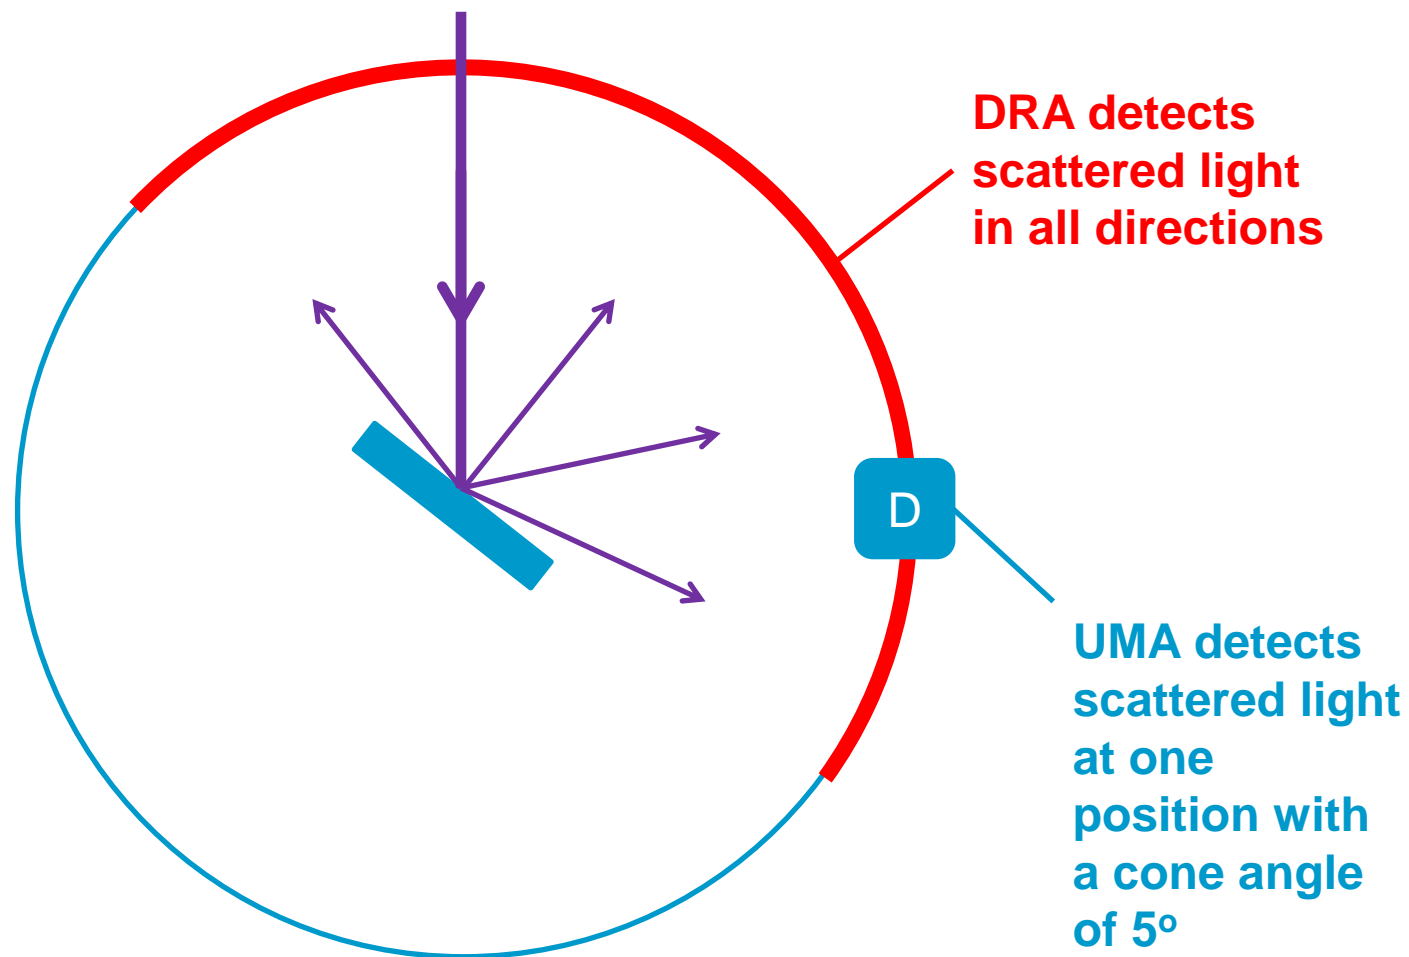 DRA detects
scattered light
in all directions
D
UMA detects
scattered light
at one
position with
a cone angle
of 5º